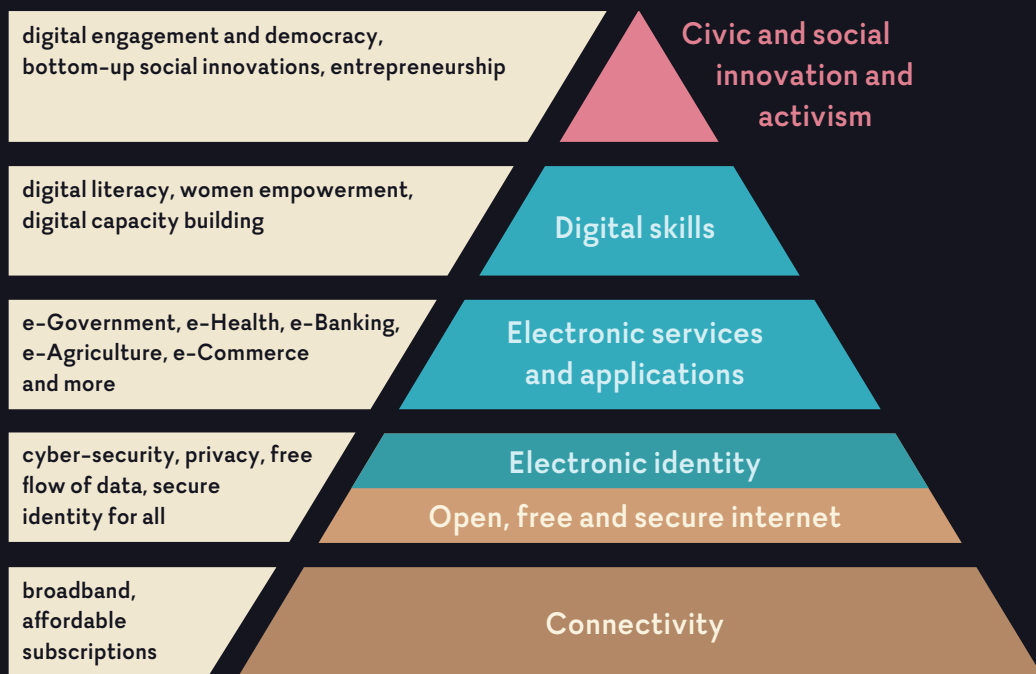 digital engagement and democracy,
bottom-up social innovations, entrepreneurship
Civic and social
innovation and
activism
digital literacy, women empowerment,
digital capacity building
Digital skills
e-Government, e-Health, e-Banking,
e-Agriculture, e-Commerce
and more
Electronic services
and applications
cyber-security, privacy, free
flow of data, secure
identity for all
Electronic identity
Open, free and secure internet
broadband,
affordable
subscriptions
Connectivity